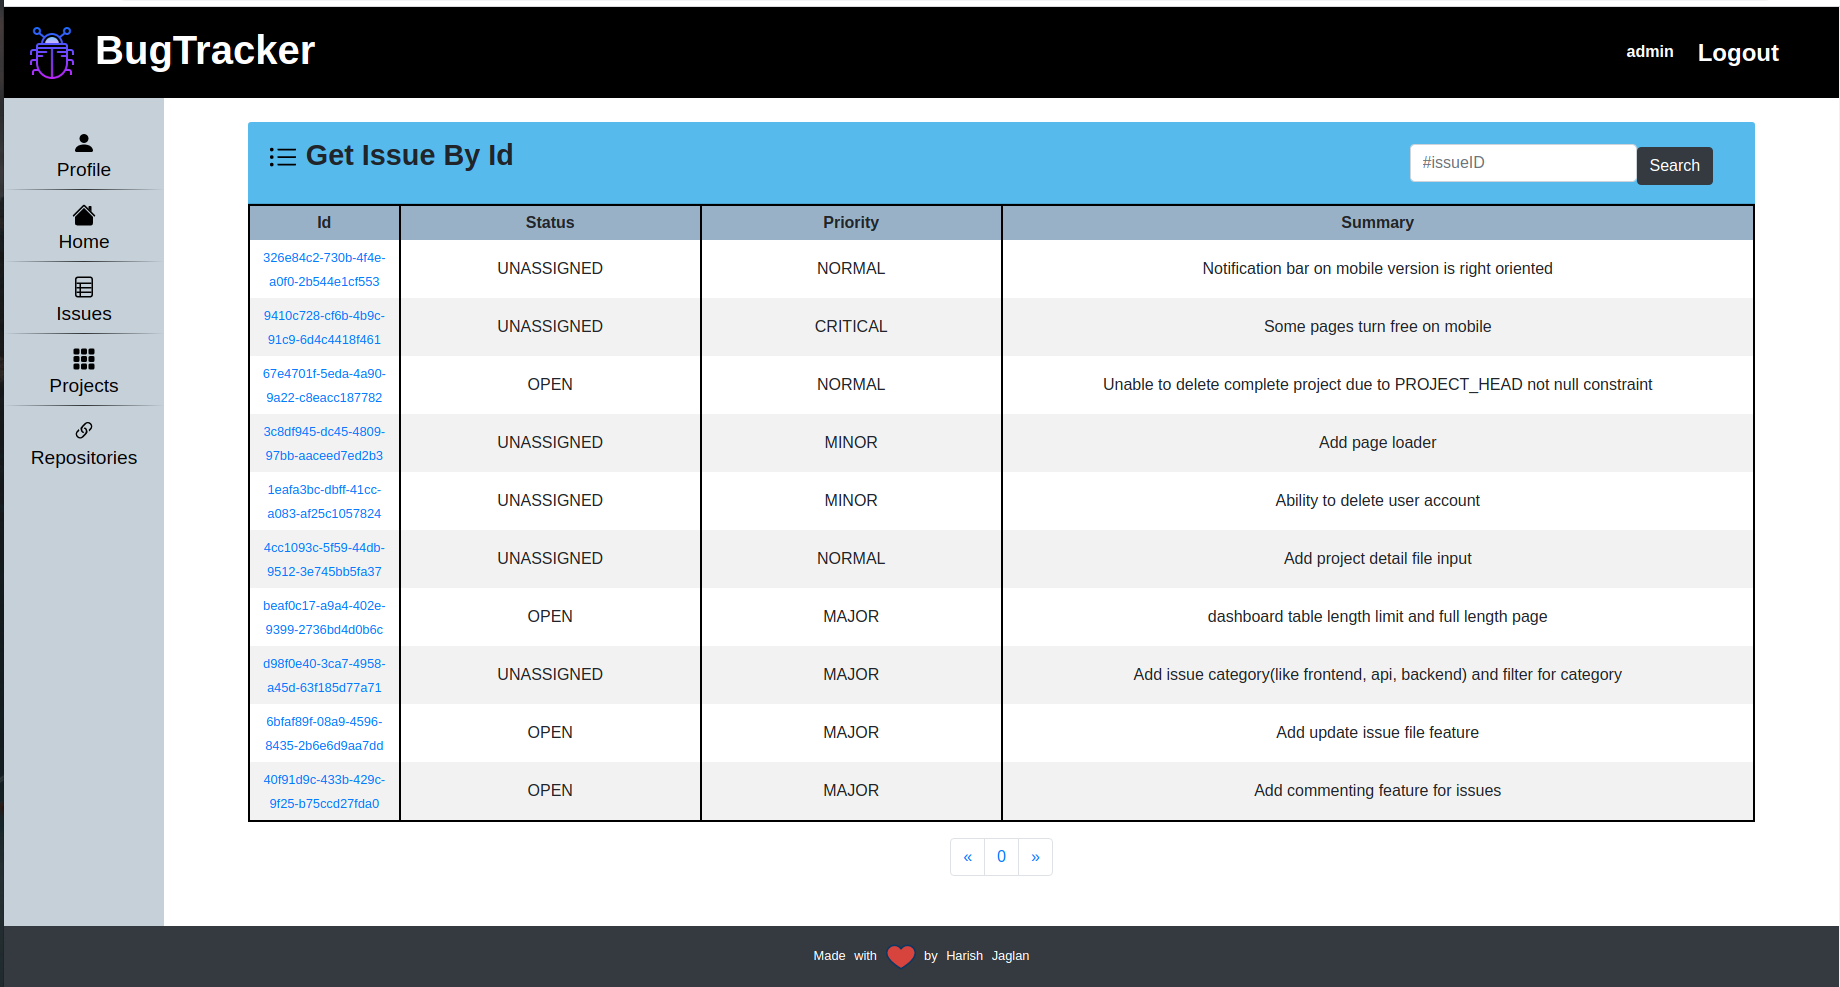 BugTracker
admin Logout
Profile
Home
Issues
Projects
Repositories
Get Issue By Id
#issueID Search
Id Status Priority Summary
326e84c2-730b-4f4e-
a0f0-2b544e1cf553
UNASSIGNED NORMAL Notification bar on mobile version is right oriented
9410c728-cf6b-4b9c-
91c9-6d4c4418f461
UNASSIGNED CRITICAL Some pages turn free on mobile
67e4701f-5eda-4a90-
9a22-c8eacc187782
OPEN NORMAL Unable to delete complete project due to PROJECT_HEAD not null constraint
3c8df945-dc45-4809-
97bb-aaceed7ed2b3
UNASSIGNED MINOR Add page loader
1eafa3bc-dbff-41cc-
a083-af25c1057824
UNASSIGNED MINOR Ability to delete user account
4cc1093c-5f59-44db-
9512-3e745bb5fa37
UNASSIGNED NORMAL Add project detail file input
beaf0c17-a9a4-402e-
9399-2736bd4d0b6c
OPEN MAJOR dashboard table length limit and full length page
d98f0e40-3ca7-4958-
a45d-63f185d77a71
UNASSIGNED MAJOR Add issue category(like frontend, api, backend) and filter for category
6bfaf89f-08a9-4596-
8435-2b6e6d9aa7dd
OPEN MAJOR Add update issue file feature
40f91d9c-433b-429c-
9f25-b75ccd27fda0
OPEN MAJOR Add commenting feature for issues
« 0 »
Made with by Harish Jaglan